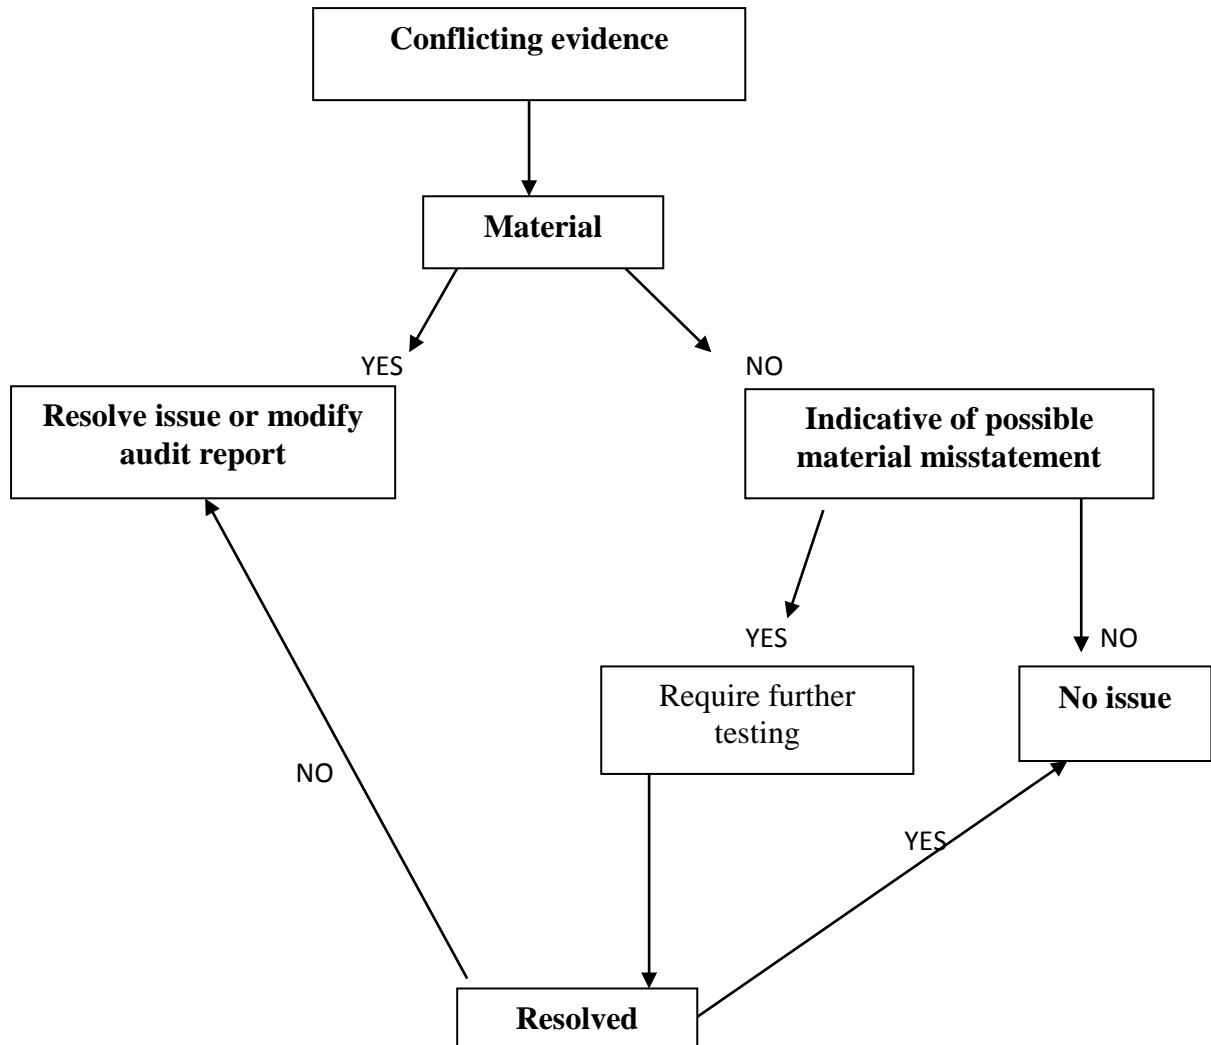 Conflicting evidence
Material
YES
NO
Resolve issue or modify
audit report
Indicative of possible
material misstatement
YES
NO
Require further
testing
No issue
NO
YES
Resolved